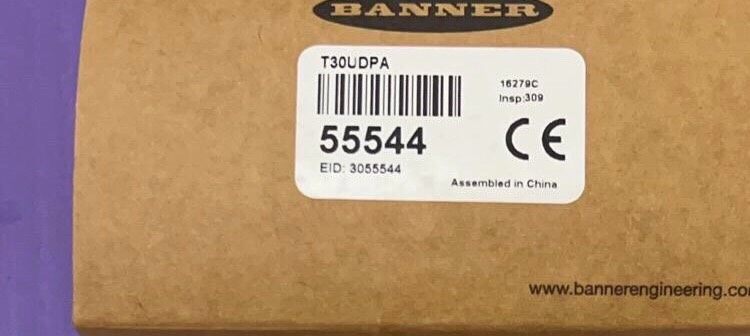 BANNER
T30UDPA
16279C
Insp:309
55544
CE
EID: 3055544
Assembled in China
www.bannerengineering.co